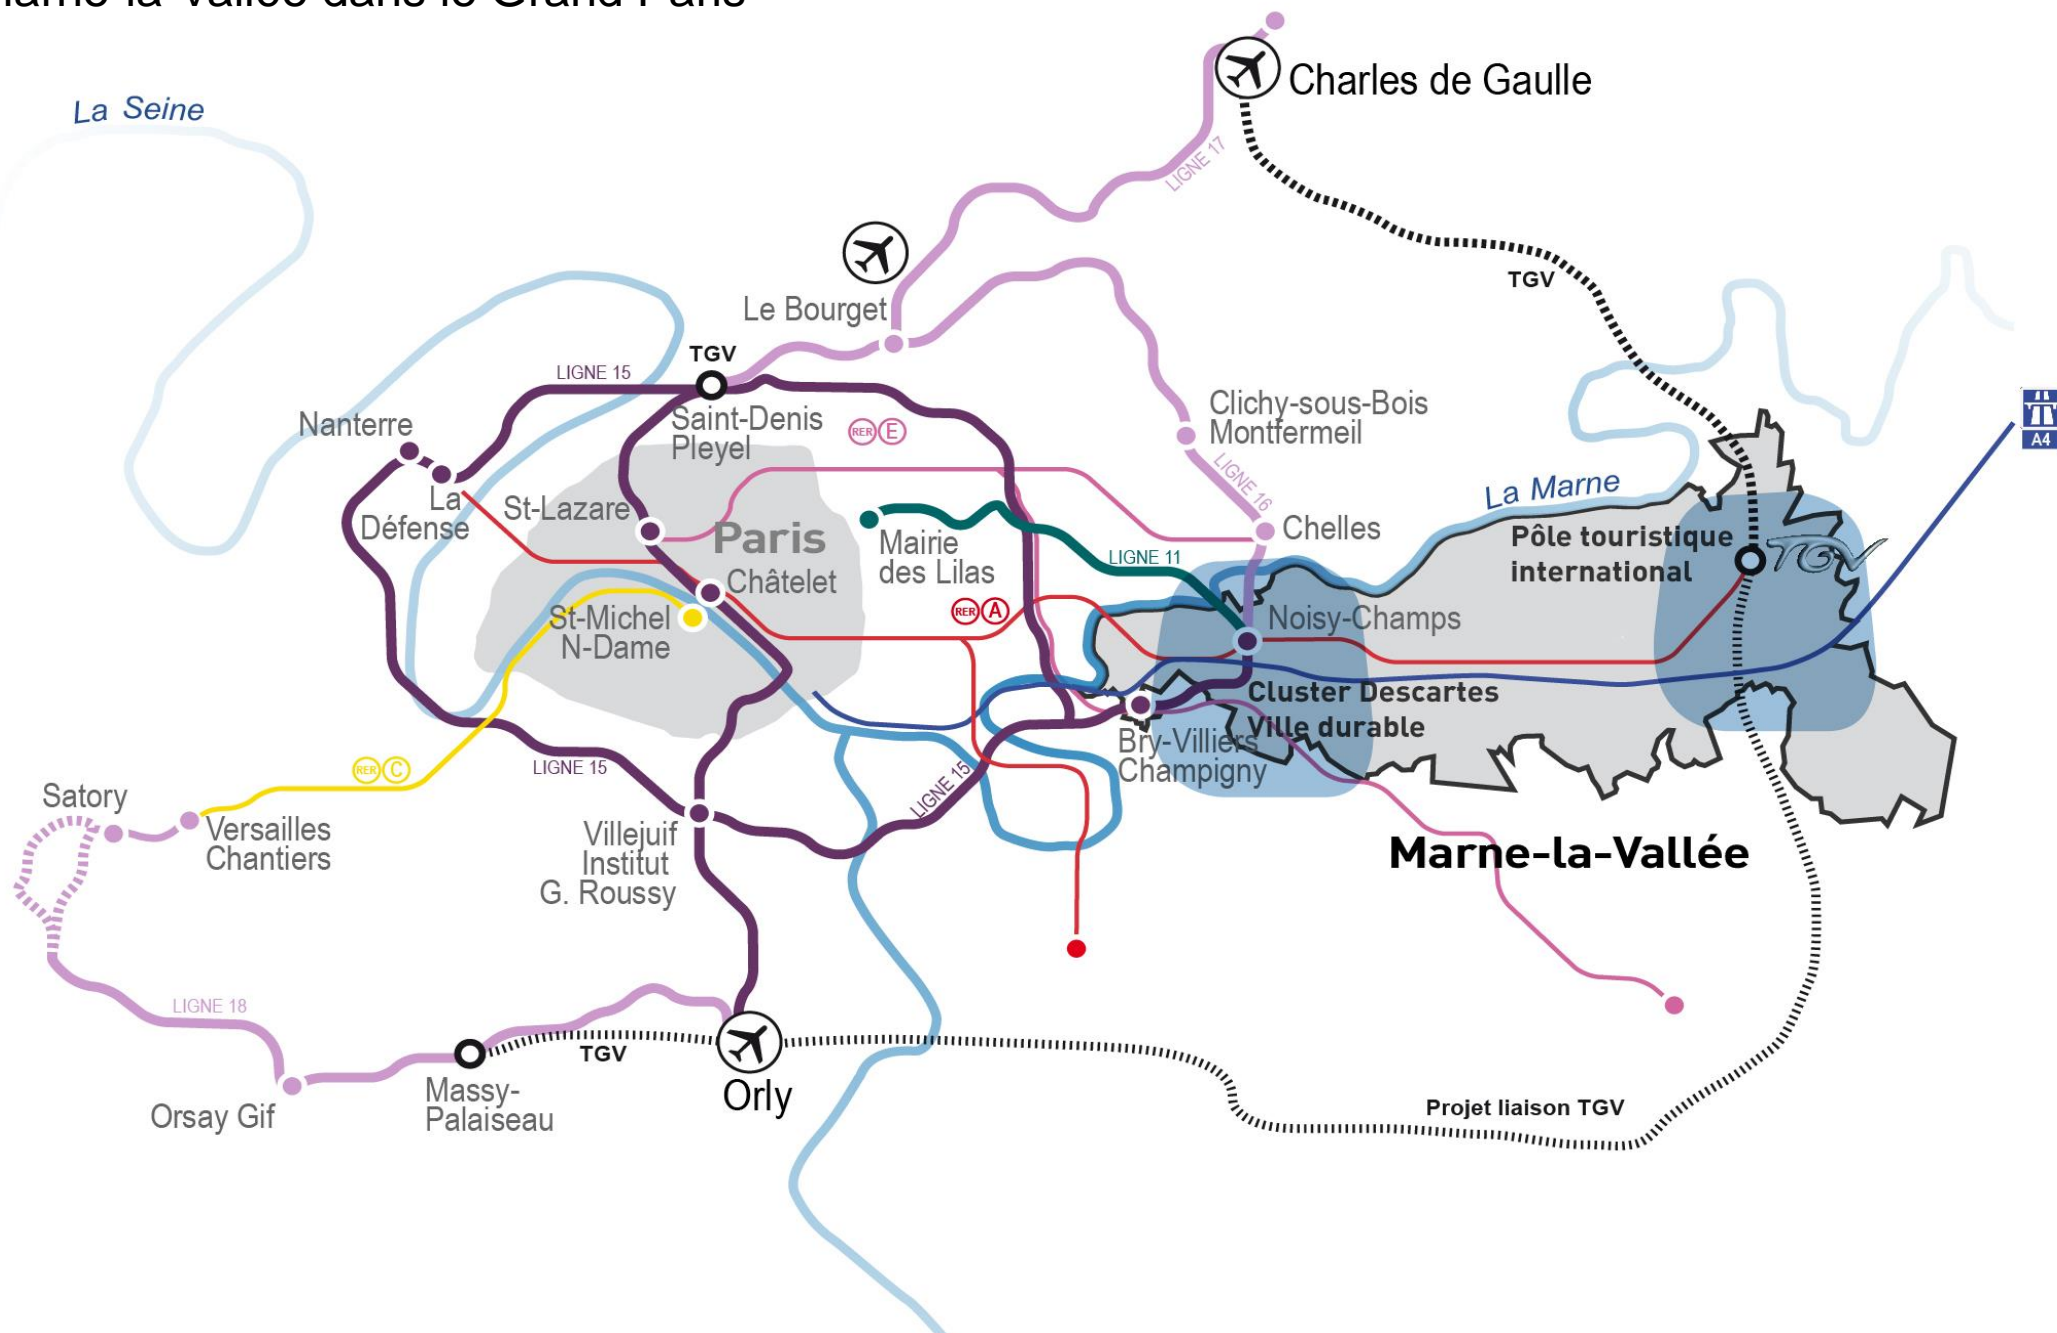 dans le Grand Paris
La Seine
Charles de Gaulle
LIGNE 17
TGV
Le Bourget
TGV
LIGNE 15
Saint-Denis
Pleyel
RER E
Nanterre
Clichy-sous-Bois
Montfermeil
A4
LIGNE 16
La
Défense
St-Lazare
Paris
Mairie
des Lilas
LIGNE 11
Chelles
La Marne
Pôle touristique
international
TGV
Châtelet
St-Michel
N-Dame
RER A
Noisy-Champs
Cluster Descartes
Ville durable
Bry-Villiers
Champigny
RER C
LIGNE 15
LIGNE 15
Satory
Versailles
Chantiers
Villejuif
Institut
G. Roussy
Marne-la-Vallée
LIGNE 18
TGV
Massy-
Palaiseau
Orly
Orsay Gif
Projet liaison TGV